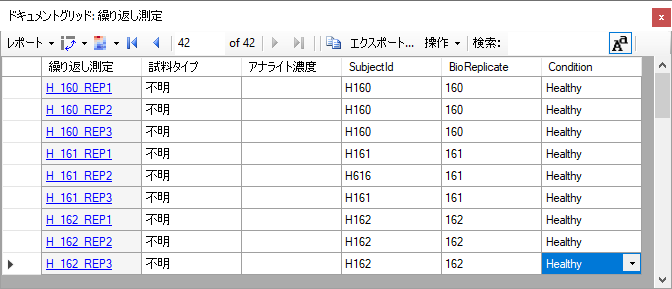 ドキュメントグリッド: 繰り返し測定
レポート 42 of 42 エクスポート... 操作 検索: Aa
繰り返し測定 試料タイプ アナライト濃度 SubjectId BioReplicate Condition
H_160_REP1 不明 H160 160 Healthy
H_160_REP2 不明 H160 160 Healthy
H_160_REP3 不明 H160 160 Healthy
H_161_REP1 不明 H161 161 Healthy
H_161_REP2 不明 H616 161 Healthy
H_161_REP3 不明 H161 161 Healthy
H_162_REP1 不明 H162 162 Healthy
H_162_REP2 不明 H162 162 Healthy
H_162_REP3 不明 H162 162 Healthy